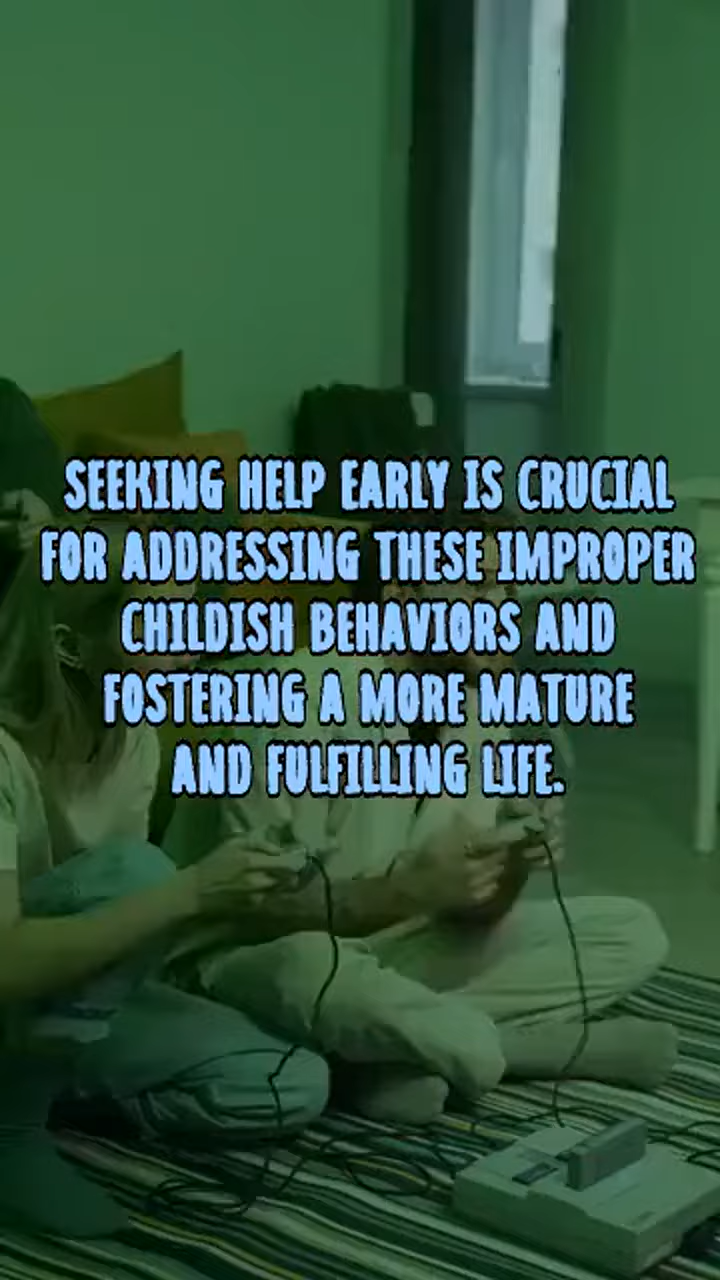 SEEKING HELP EARLY IS CRUCIAL
FOR ADDRESSING THESE IMPROPER
CHILDISH BEHAVIORS AND
FOSTERING A MORE MATURE
AND FULFILLING LIFE.